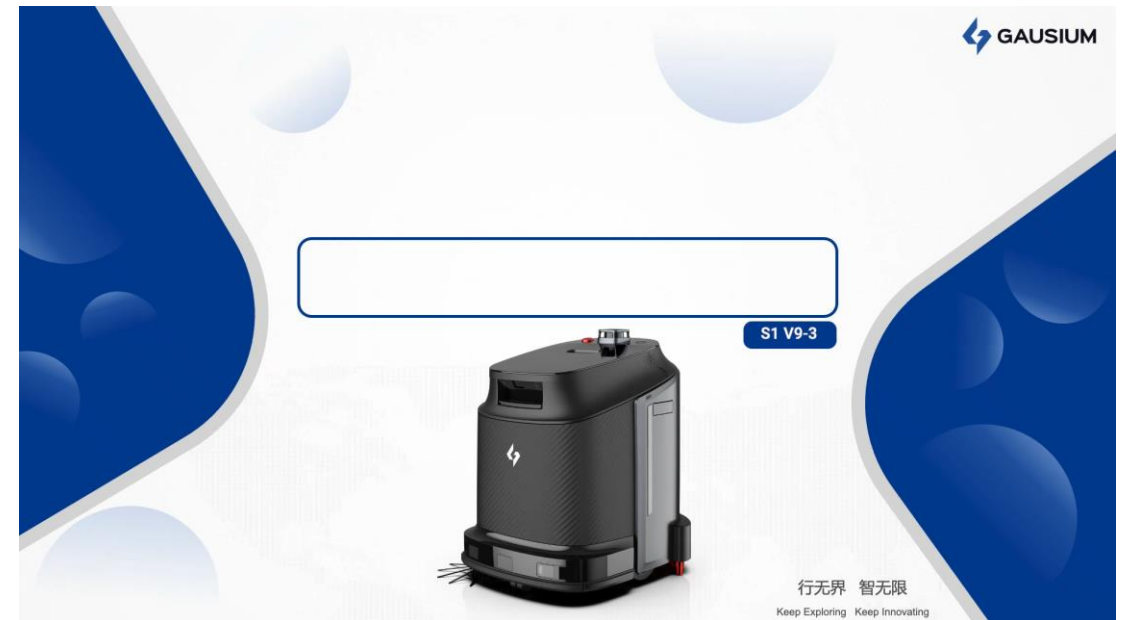 GAUSIUM
S1 V9-3
行无界 智无限
Keep Exploring Keep Innovating